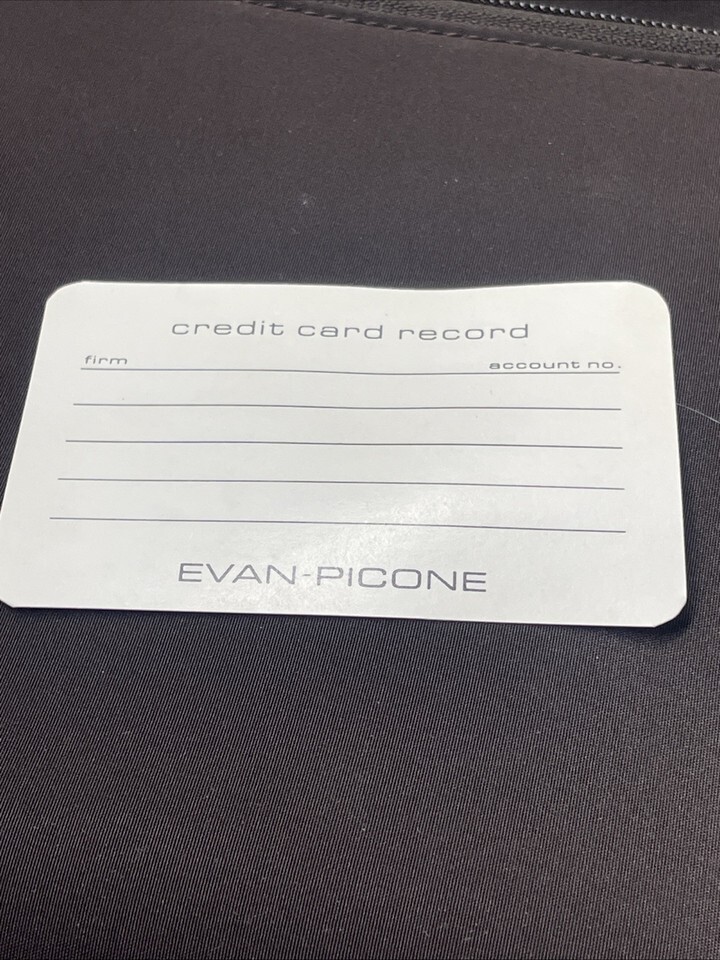 credit card record
firm account no.
EVAN-PICONE